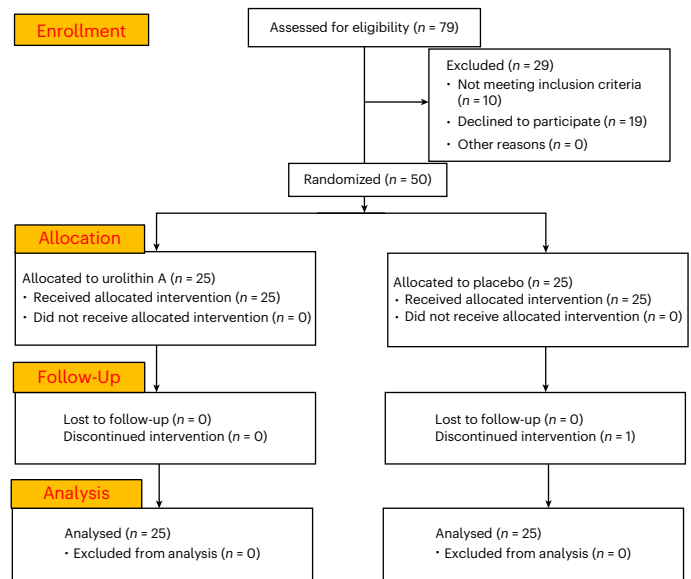 Enrollment
Assessed for eligibility (n = 79)
Excluded (n = 29)
• Not meeting inclusion criteria
(n = 10)
• Declined to participate (n = 19)
• Other reasons (n = 0)
Randomized (n = 50)
Allocation
Allocated to urolithin A (n = 25)
• Received allocated intervention (n = 25)
• Did not receive allocated intervention (n = 0)
Allocated to placebo (n = 25)
• Received allocated intervention (n = 25)
• Did not receive allocated intervention (n = 0)
Follow-Up
Lost to follow-up (n = 0)
Discontinued intervention (n = 0)
Lost to follow-up (n = 0)
Discontinued intervention (n = 1)
Analysis
Analysed (n = 25)
• Excluded from analysis (n = 0)
Analysed (n = 25)
• Excluded from analysis (n = 0)